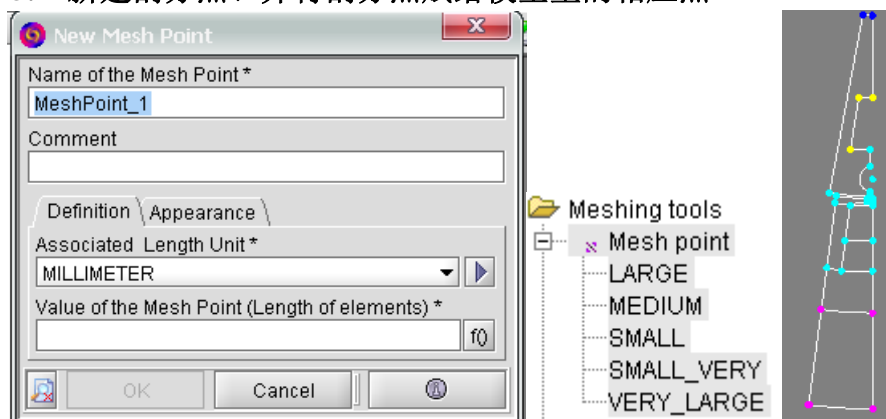 New Mesh Point
Name of the Mesh Point *
MeshPoint_1
Comment
Definition
Appearance
Associated Length Unit *
MILLIMETER
Value of the Mesh Point (Length of elements) *
f()
OK
Cancel
Meshing tools
Mesh point
LARGE
MEDIUM
SMALL
SMALL_VERY
VERY_LARGE